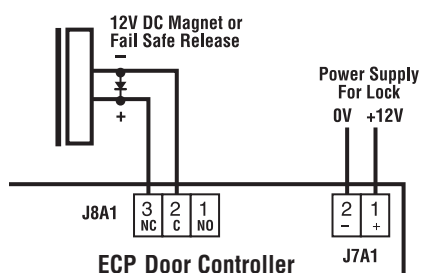 12V DC Magnet or
Fail Safe Release
–
+
Power Supply
For Lock
0V +12V
J8A1
3 2 1
NC C NO
2 1
– +
J7A1
ECP Door Controller